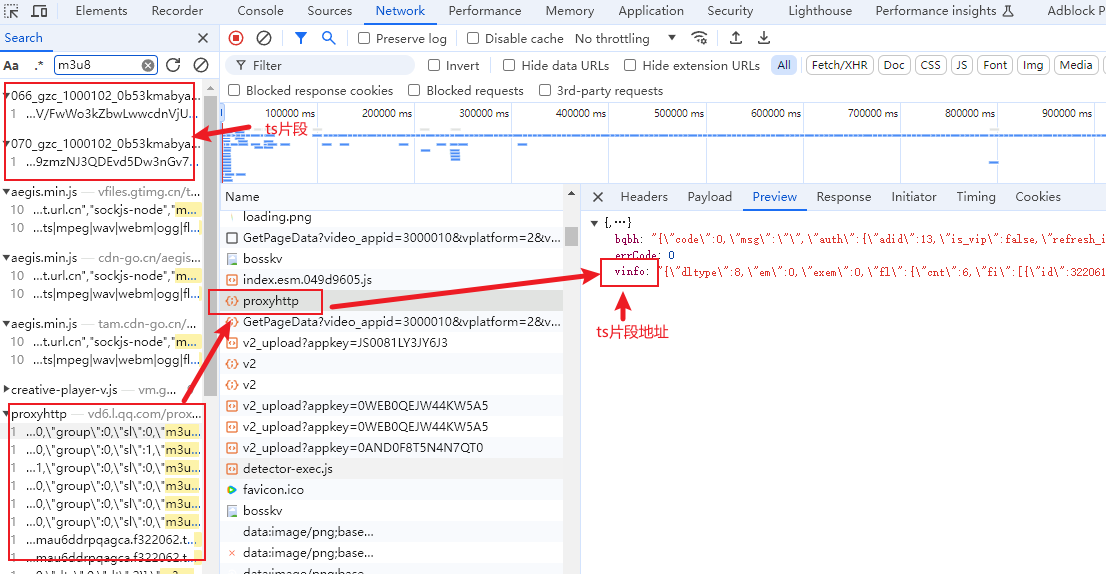 Elements Recorder Console Sources Network Performance Memory Application Security Lighthouse Performance insights Adblock P
Search
Preserve log Disable cache No throttling
Aa .* m3u8
Filter Invert Hide data URLs Hide extension URLs All Fetch/XHR Doc CSS JS Font Img Media
Blocked response cookies Blocked requests 3rd-party requests
100000 ms 200000 ms 300000 ms 400000 ms 500000 ms 600000 ms 700000 ms 800000 ms 900000 ms
066_gzc_1000102_0b53kmabya...
1 ...V/FwWo3kZbwLwwcdnVjU...
ts片段
070_gzc_1000102_0b53kmabya...
1 ...9zmzNJ3QDEvd5Dw3nGv7...
aegis.min.js — vfiles.gtimg.cn/t...
10 ...t.url.cn","sockjs-node","m...
10 ...ts|mpeg|wav|webm|ogg|fl...
aegis.min.js — cdn-go.cn/aegis...
10 ...t.url.cn","sockjs-node","m...
10 ...ts|mpeg|wav|webm|ogg|fl...
aegis.min.js — tam.cdn-go.cn/...
10 ...t.url.cn","sockjs-node","m...
10 ...ts|mpeg|wav|webm|ogg|fl...
creative-player-v.js — vm.g...
proxyhttp — vd6.l.qq.com/prox...
1 ...0,\"group\":0,\"sl\":0,\"m3u...
1 ...0,\"group\":0,\"sl\":1,\"m3u...
1 ...1,\"group\":0,\"sl\":0,\"m3u...
1 ...0,\"group\":0,\"sl\":0,\"m3u...
1 ...0,\"group\":0,\"sl\":0,\"m3u...
1 ...0,\"group\":0,\"sl\":0,\"m3u...
1 ...mau6ddrpqagca.f322062.t...
1 ...mau6ddrpqagca.f322062.t...
Name
loading.png
GetPageData?video_appid=3000010&vplatform=2&v...
bosskv
index.esm.049d9605.js
proxyhttp
GetPageData?video_appid=3000010&vplatform=2&v...
v2_upload?appkey=JS0081LY3JY6J3
v2
v2
v2_upload?appkey=0WEB0QEJW44KW5A5
v2_upload?appkey=0WEB0QEJW44KW5A5
v2_upload?appkey=0AND0F8T5N4N7QT0
detector-exec.js
favicon.ico
bosskv
data:image/png;base...
data:image/png;base...
data:image/png;base...
Headers Payload Preview Response Initiator Timing Cookies
{,…}
bqbh: "{\"code\":0,\"msg\":\"\",\"auth\":{\"adid\":13,\"is_vip\":false,\"refresh_i
errCode: 0
vinfo: "{\"dltype\":8,\"em\":0,\"exem\":0,\"fl\":{\"cnt\":6,\"fi\":[{\"id\":322061
ts片段地址